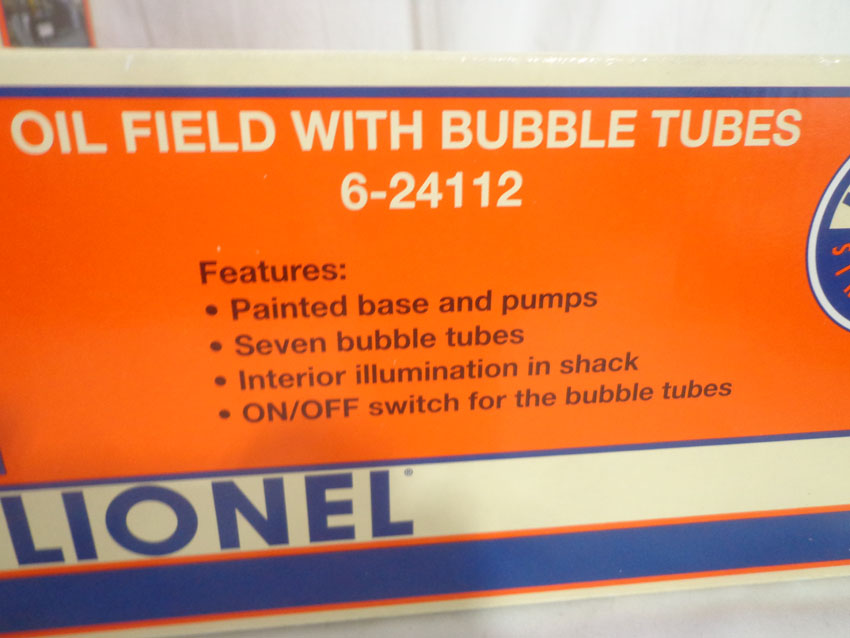 OIL FIELD WITH BUBBLE TUBES
6-24112
Features:
• Painted base and pumps
• Seven bubble tubes
• Interior illumination in shack
• ON/OFF switch for the bubble tubes
LIONEL